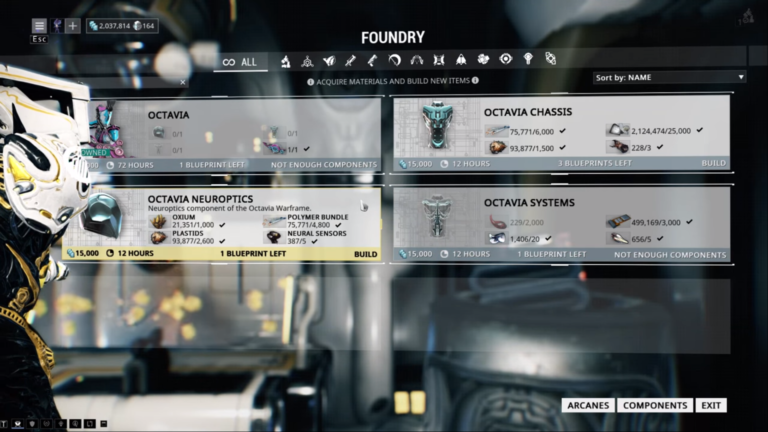 Esc
2,037,814 164
FOUNDRY
∞ ALL
ACQUIRE MATERIALS AND BUILD NEW ITEMS
Sort by: NAME
OCTAVIA
0/1 0/1
0/1 1/1
OWNED
72 HOURS 1 BLUEPRINT LEFT NOT ENOUGH COMPONENTS
OCTAVIA CHASSIS
75,771/6,000 2,124,474/25,000
93,877/1,500 228/3
15,000 12 HOURS 3 BLUEPRINTS LEFT BUILD
OCTAVIA NEUROPTICS
Neuroptics component of the Octavia Warframe.
OXIUM POLYMER BUNDLE
21,351/1,000 75,771/4,800
PLASTIDS NEURAL SENSORS
93,877/2,600 387/5
15,000 12 HOURS 1 BLUEPRINT LEFT BUILD
OCTAVIA SYSTEMS
229/2,000 499,169/3,000
1,406/20 656/5
15,000 12 HOURS 1 BLUEPRINT LEFT NOT ENOUGH COMPONENTS
ARCANES COMPONENTS EXIT